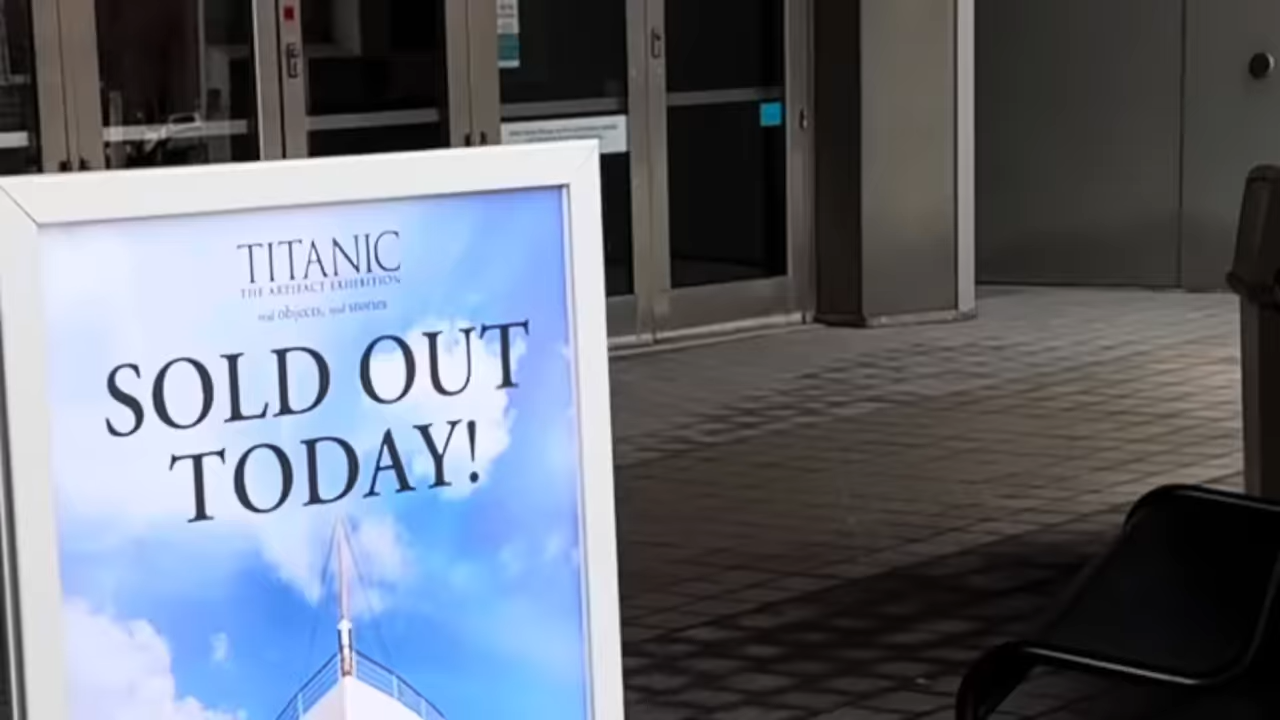 TITANIC
THE ARTIFACT EXHIBITION
real objects, real stories
SOLD OUT
TODAY!